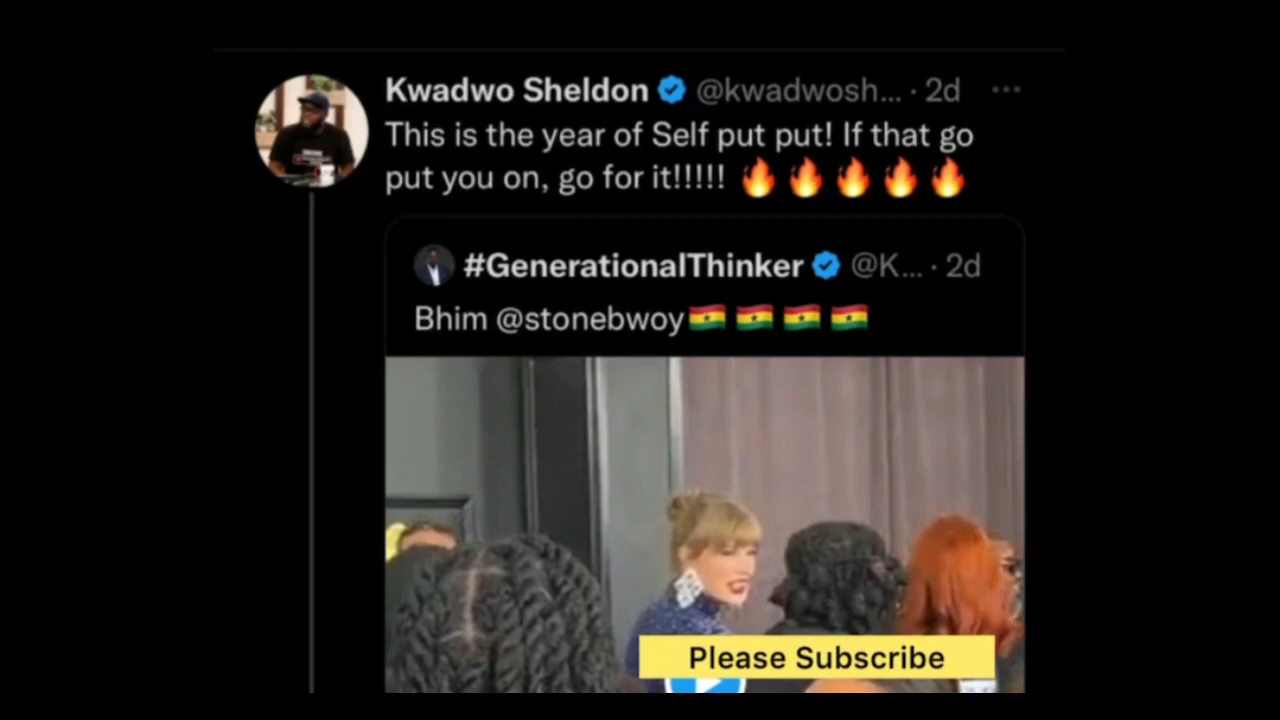 Kwadwo Sheldon @kwadwosh... · 2d
This is the year of Self put put! If that go
put you on, go for it!!!!! 🔥🔥🔥🔥🔥
#GenerationalThinker @K... · 2d
Bhim @stonebwoy🇬🇭🇬🇭🇬🇭🇬🇭
Please Subscribe